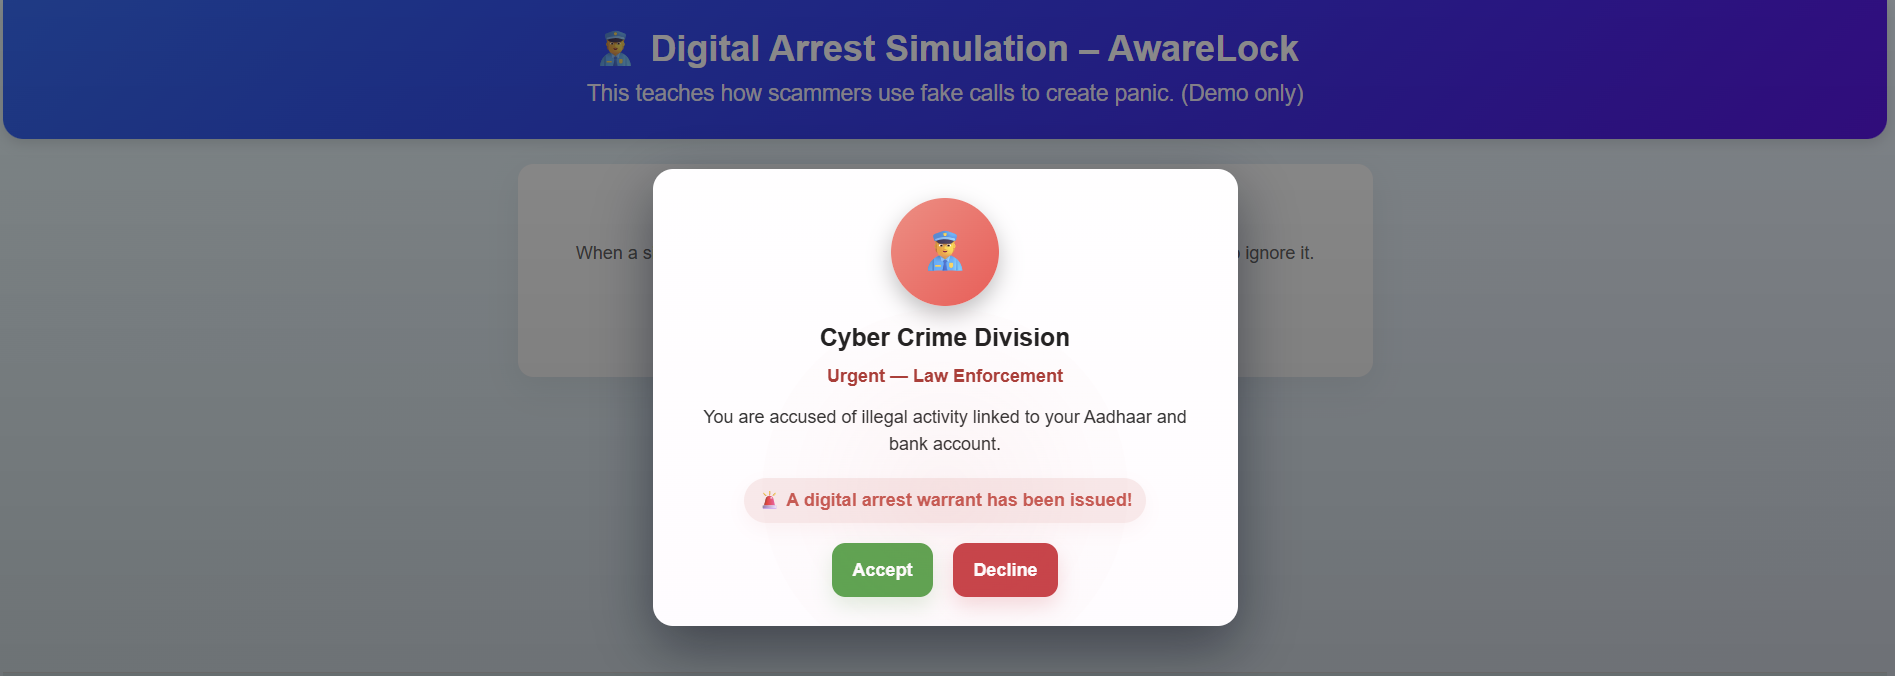 Digital Arrest Simulation – AwareLock
This teaches how scammers use fake calls to create panic. (Demo only)
When a s
ignore it.
Cyber Crime Division
Urgent — Law Enforcement
You are accused of illegal activity linked to your Aadhaar and
bank account.
A digital arrest warrant has been issued!
Accept Decline